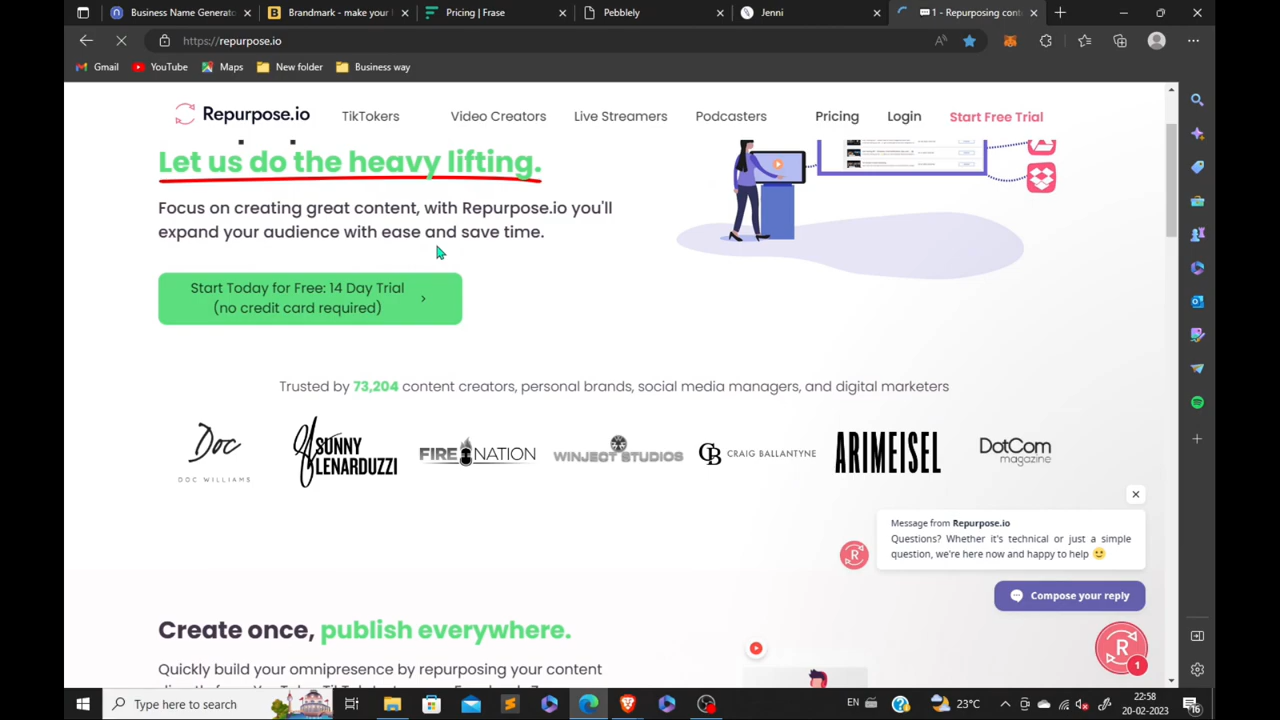 Business Name Generato
Brandmark - make your
Pricing | Frase
Pebblely
Jenni
1 - Repurposing cont
https://repurpose.io
Gmail
YouTube
Maps
New folder
Business way
Repurpose.io
TikTokers
Video Creators
Live Streamers
Podcasters
Pricing
Login
Start Free Trial
Let us do the heavy lifting.
Focus on creating great content, with Repurpose.io you'll
expand your audience with ease and save time.
Start Today for Free: 14 Day Trial
(no credit card required)
Trusted by 73,204 content creators, personal brands, social media managers, and digital marketers
Doc
DOC WILLIAMS
SUNNY
LENARDUZZI
FIRE NATION
WINJECT STUDIOS
CB CRAIG BALLANTYNE
ARIMEISEL
DotCom
magazine
Message from Repurpose.io
Questions? Whether it's technical or just a simple
question, we're here now and happy to help
Compose your reply
R
R
1
Create once, publish everywhere.
Quickly build your omnipresence by repurposing your content
Type here to search
23°C
EN
22:58
20-02-2023
16